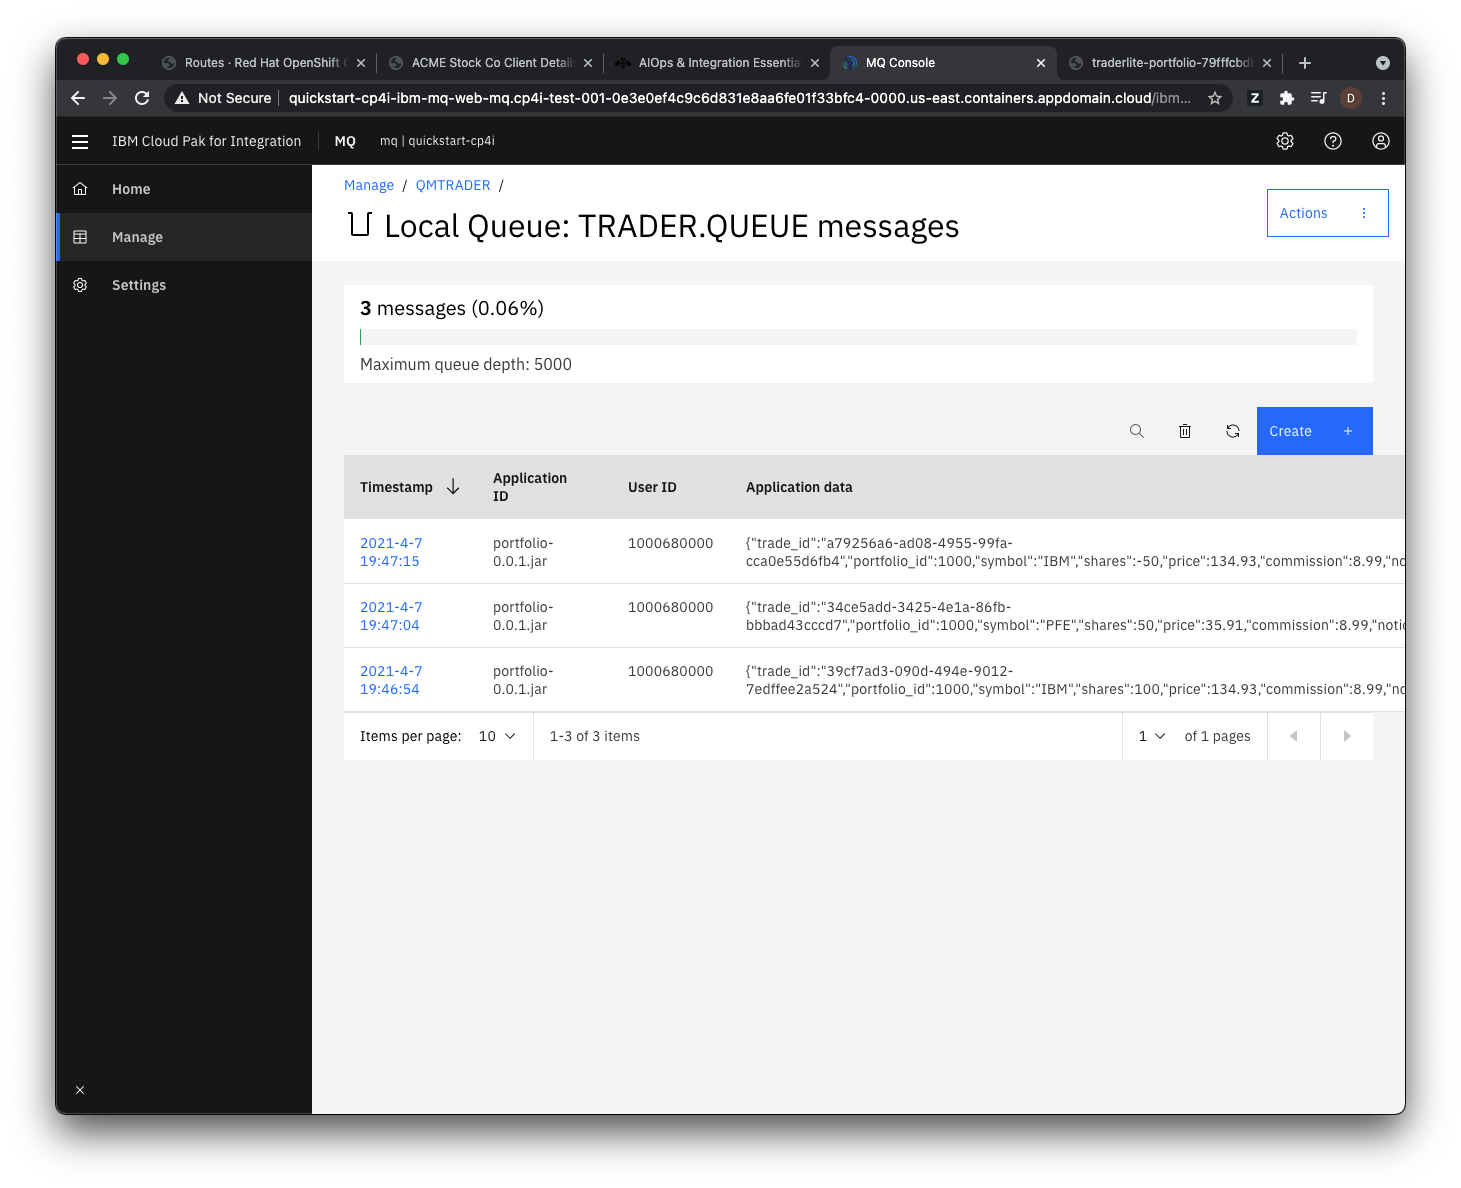 Routes · Red Hat OpenShift
ACME Stock Co Client Detail
AIOps & Integration Essentia
MQ Console
traderlite-portfolio-79fffcbd
Not Secure
quickstart-cp4i-ibm-mq-web-mq.cp4i-test-001-0e3e0ef4c9c6d831e8aa6fe01f33bfc4-0000.us-east.containers.appdomain.cloud/ibm...
Z
D
IBM Cloud Pak for Integration
MQ
mq | quickstart-cp4i
Home
Manage
Settings
Manage / QMTRADER /
Local Queue: TRADER.QUEUE messages
Actions
3 messages (0.06%)
Maximum queue depth: 5000
Create +
Timestamp
Application
ID
User ID
Application data
2021-4-7
19:47:15
portfolio-
0.0.1.jar
1000680000
{"trade_id":"a79256a6-ad08-4955-99fa-
cca0e55d6fb4","portfolio_id":1000,"symbol":"IBM","shares":-50,"price":134.93,"commission":8.99,"no
2021-4-7
19:47:04
portfolio-
0.0.1.jar
1000680000
{"trade_id":"34ce5add-3425-4e1a-86fb-
bbbad43cccd7","portfolio_id":1000,"symbol":"PFE","shares":50,"price":35.91,"commission":8.99,"noti
2021-4-7
19:46:54
portfolio-
0.0.1.jar
1000680000
{"trade_id":"39cf7ad3-090d-494e-9012-
7edffee2a524","portfolio_id":1000,"symbol":"IBM","shares":100,"price":134.93,"commission":8.99,"no
Items per page: 10
1-3 of 3 items
1
of 1 pages